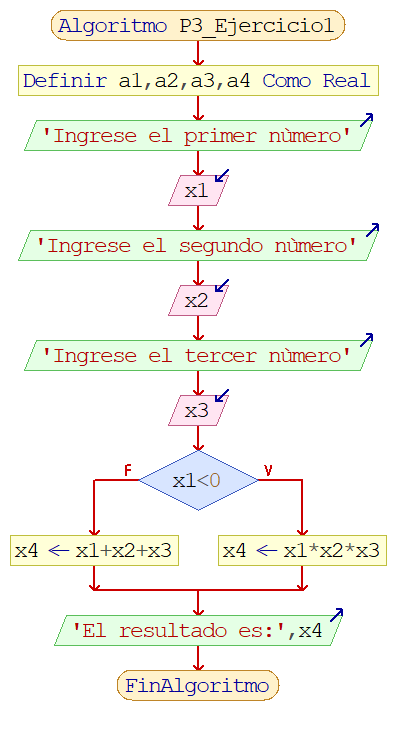 Algoritmo P3_Ejercicio1
Definir a1,a2,a3,a4 Como Real
'Ingrese el primer nùmero'
x1
'Ingrese el segundo nùmero'
x2
'Ingrese el tercer nùmero'
x3
F
x1<0
V
x4 ← x1+x2+x3
x4 ← x1*x2*x3
'El resultado es:',x4
FinAlgoritmo